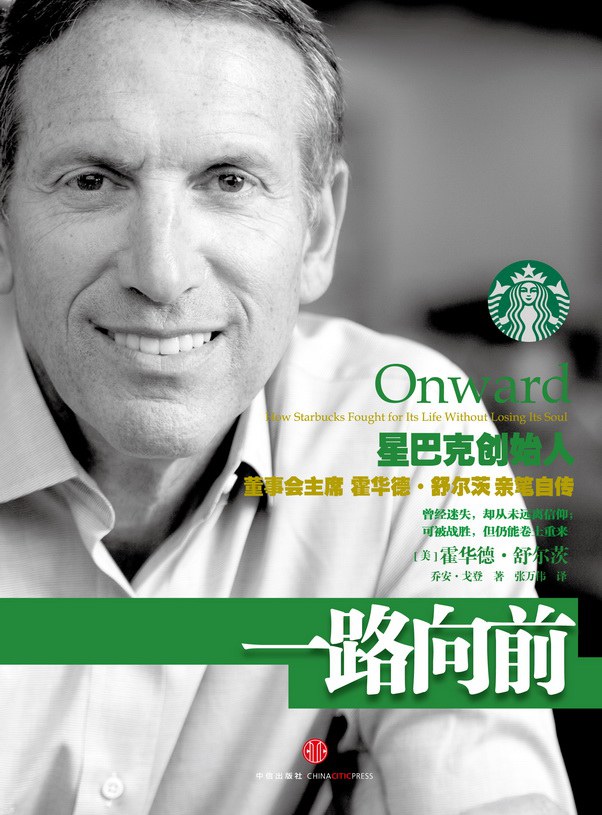 Onward
How Starbucks Fought for Its Life Without Losing Its Soul
星巴克创始人
董事会主席 霍华德·舒尔茨 亲笔自传
曾经迷失，却从未远离信仰；
可被战胜，但仍能卷土重来
[美]霍华德·舒尔茨
乔安·戈登 著 张万伟 译
一路向前
中信出版社 CHINACITICPRESS